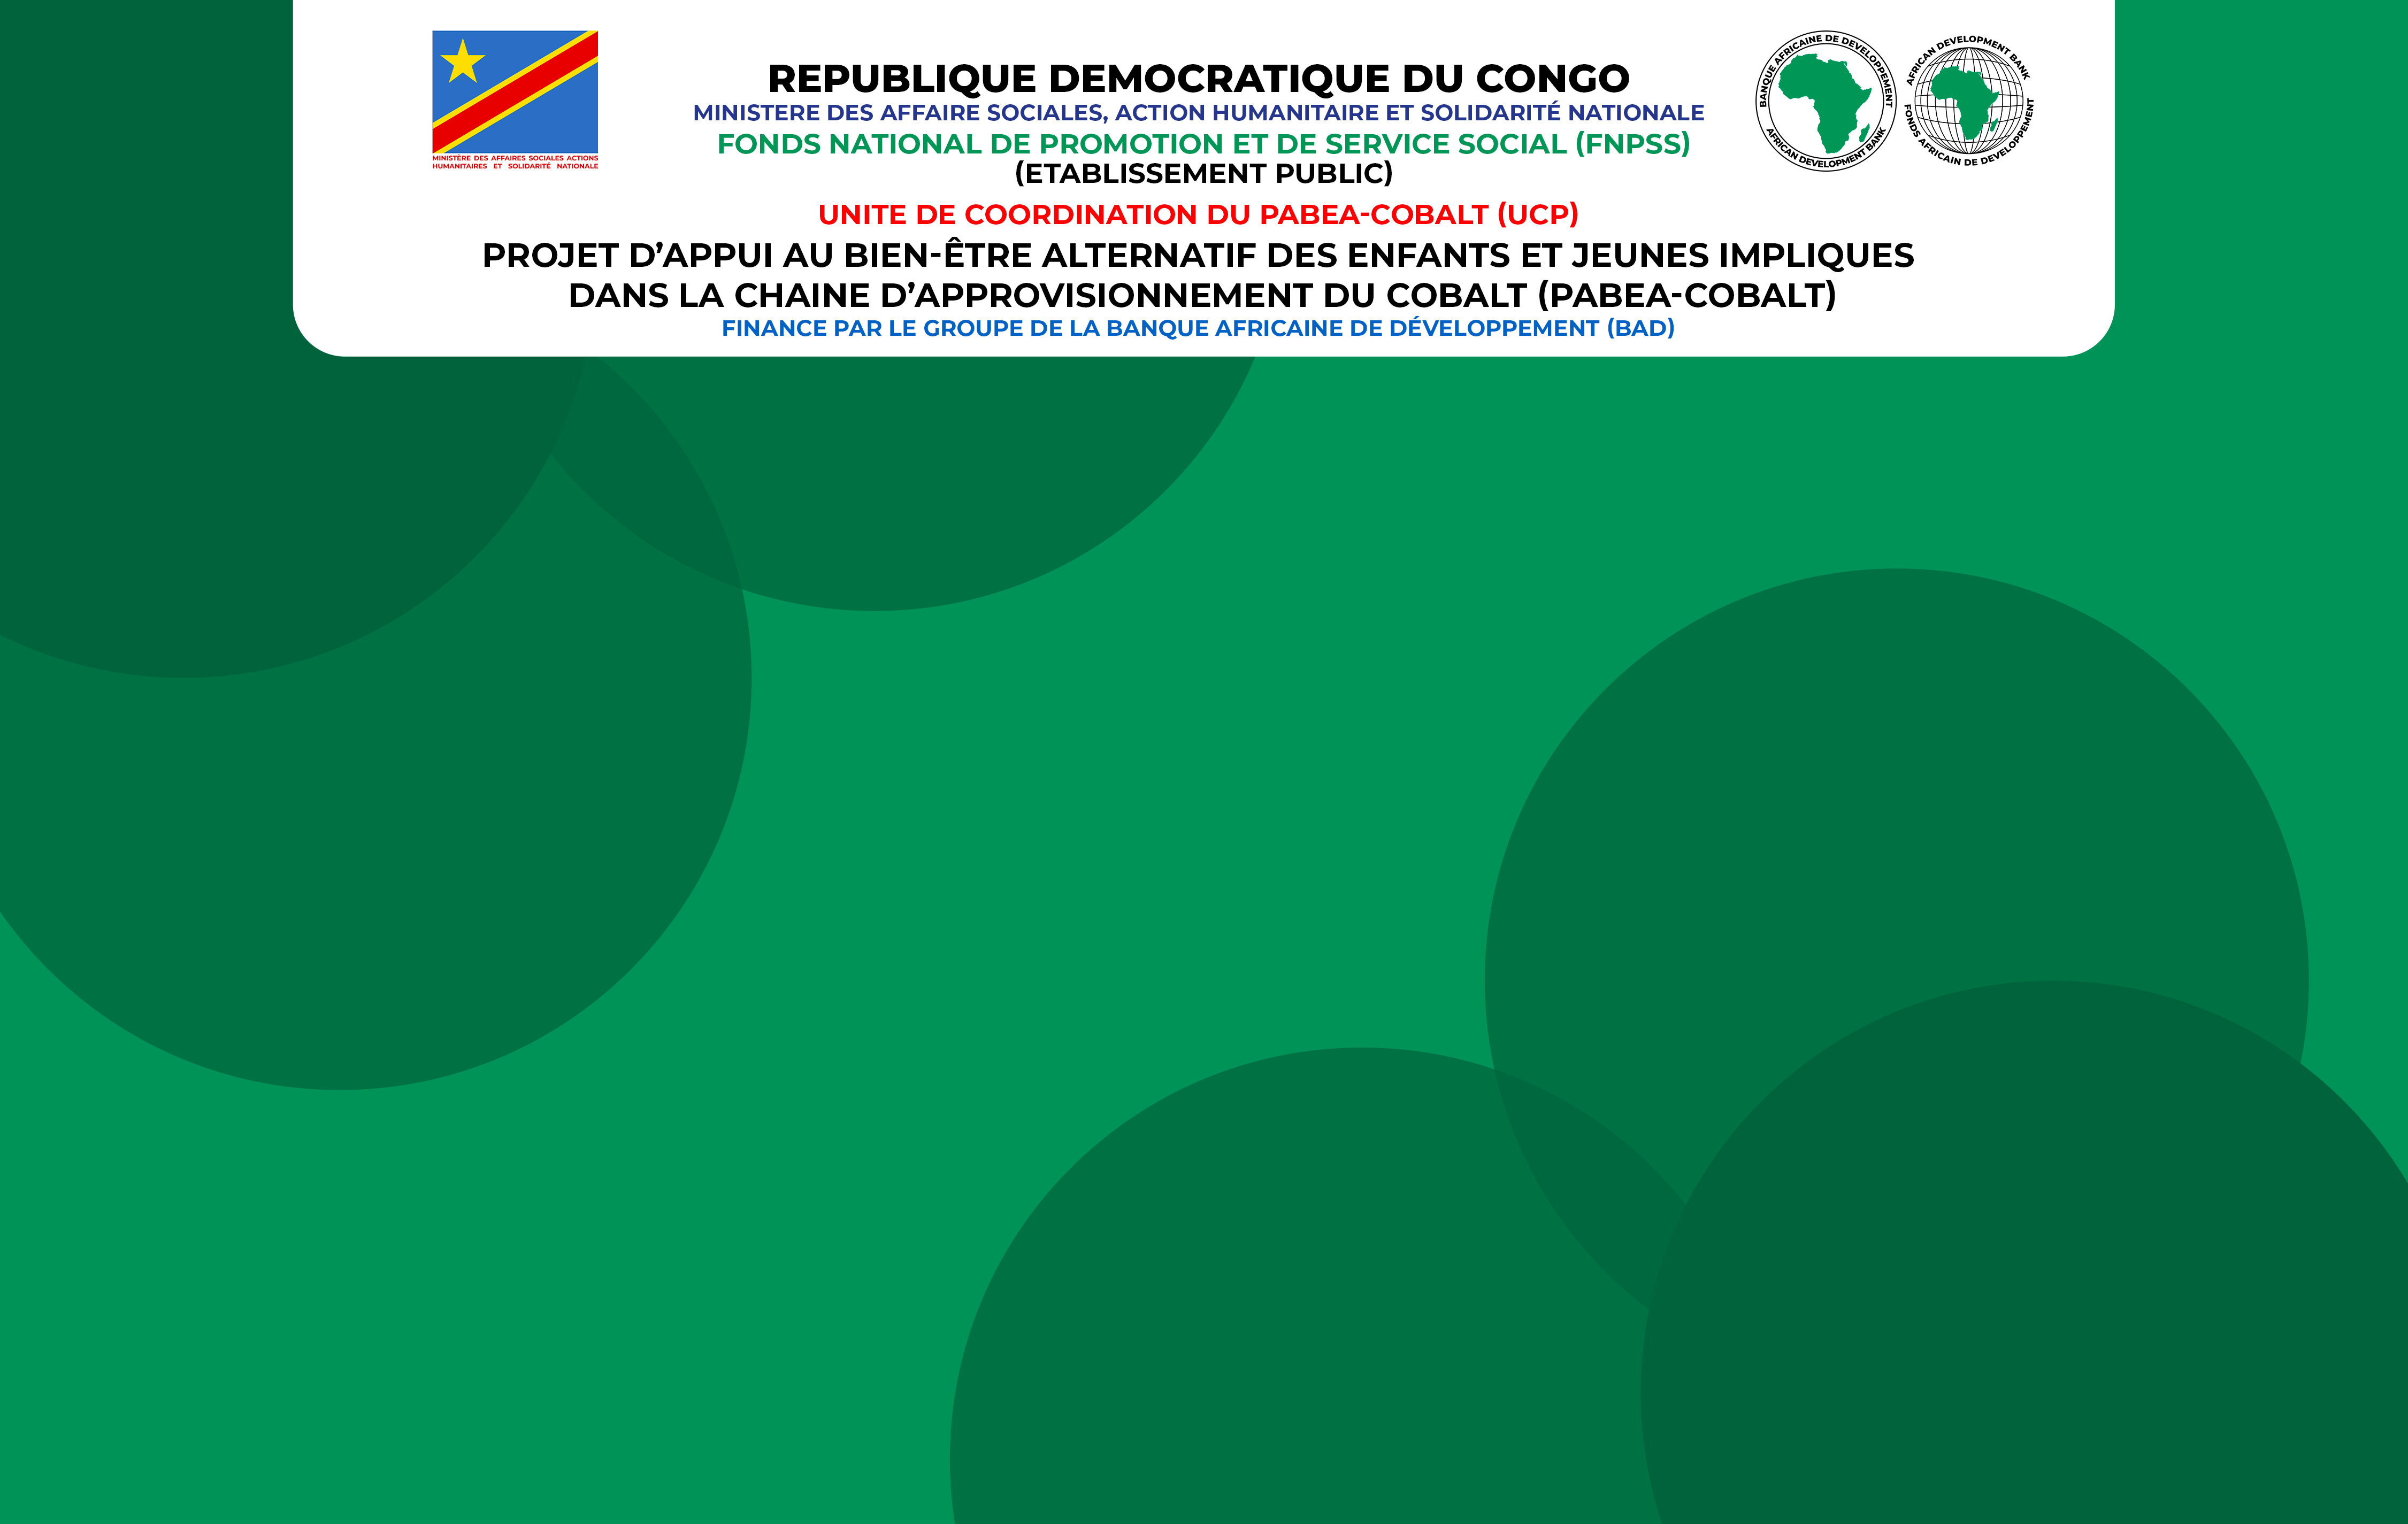 REPUBLIQUE DEMOCRATIQUE DU CONGO
MINISTERE DES AFFAIRE SOCIALES, ACTION HUMANITAIRE ET SOLIDARITÉ NATIONALE
FONDS NATIONAL DE PROMOTION ET DE SERVICE SOCIAL (FNPSS)
(ETABLISSEMENT PUBLIC)
UNITE DE COORDINATION DU PABEA-COBALT (UCP)
PROJET D’APPUI AU BIEN-ÊTRE ALTERNATIF DES ENFANTS ET JEUNES IMPLIQUES
DANS LA CHAINE D’APPROVISIONNEMENT DU COBALT (PABEA-COBALT)
FINANCE PAR LE GROUPE DE LA BANQUE AFRICAINE DE DÉVELOPPEMENT (BAD)
MINISTÈRE DES AFFAIRES SOCIALES ACTIONS
HUMANITAIRES ET SOLIDARITÉ NATIONALE
BANQUE AFRICAINE DE DEVELOPPEMENT
AFRICAN DEVELOPMENT BANK
AFRICAN DEVELOPMENT BANK
FONDS AFRICAIN DE DEVELOPPEMENT